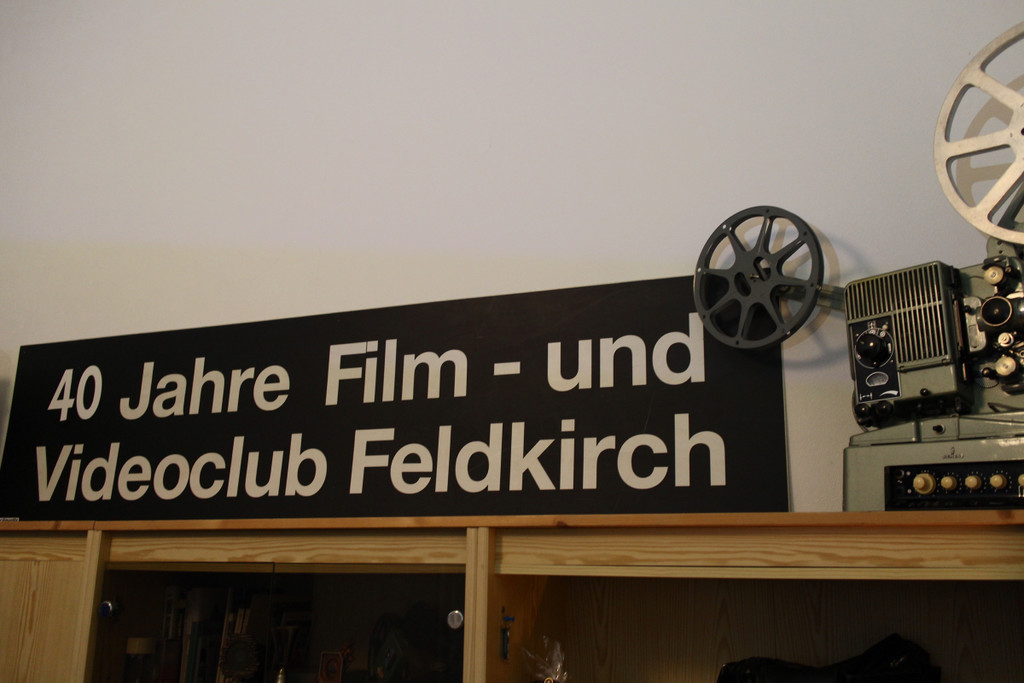 40 Jahre Film - und
Videoclub Feldkirch